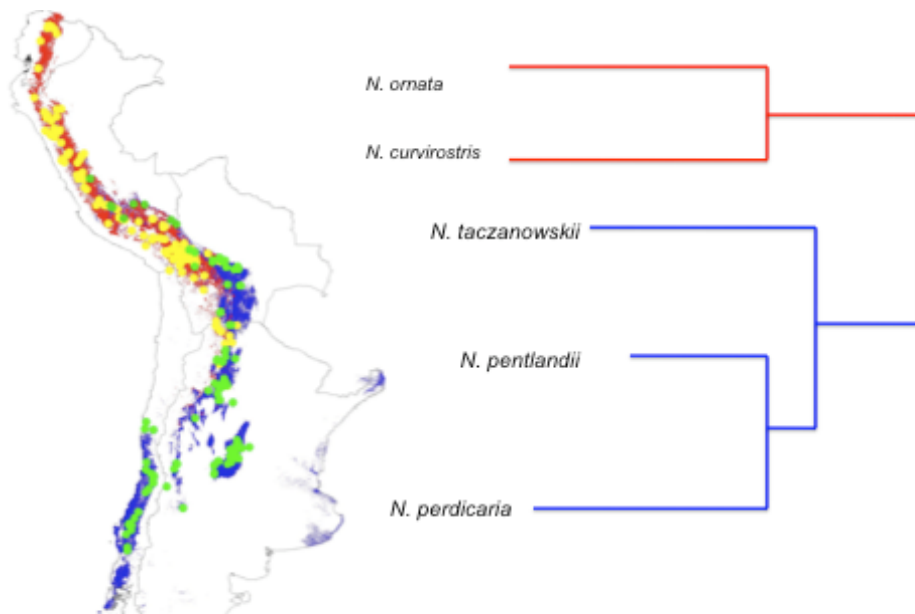 N. ornata
N. curvirostris
N. taczanowskii
N. pentlandii
N. perdicaria